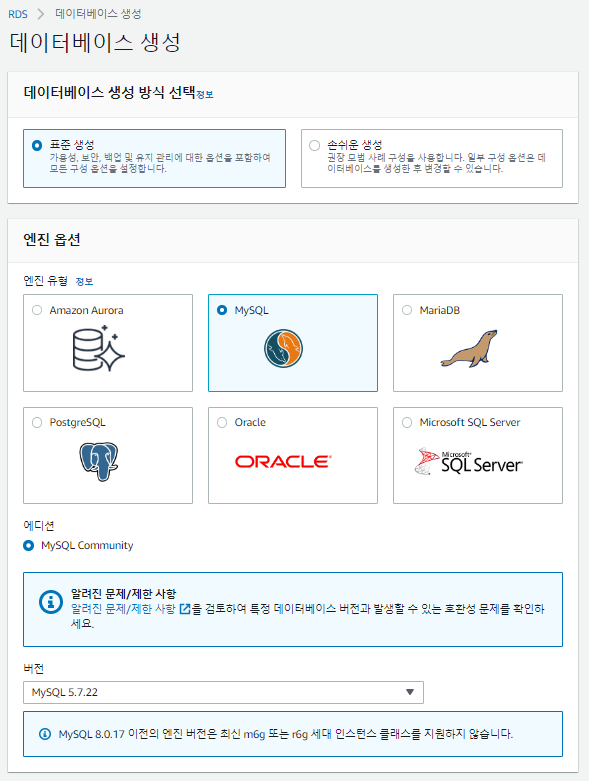 RDS > 데이터베이스 생성
데이터베이스 생성
데이터베이스 생성 방식 선택 정보
표준 생성
가용성, 보안, 백업 및 유지 관리에 대한 옵션을 포함하여
모든 구성 옵션을 설정합니다.
손쉬운 생성
권장 모범 사례 구성을 사용합니다. 일부 구성 옵션은 데
이터베이스를 생성한 후 변경할 수 있습니다.
엔진 옵션
엔진 유형 정보
Amazon Aurora
MySQL
MariaDB
PostgreSQL
Oracle
ORACLE
Microsoft SQL Server
Microsoft
SQL Server
에디션
MySQL Community
알려진 문제/제한 사항
알려진 문제/제한 사항 을 검토하여 특정 데이터베이스 버전과 발생할 수 있는 호환성 문제를 확인하
세요.
버전
MySQL 5.7.22
MySQL 8.0.17 이전의 엔진 버전은 최신 m6g 또는 r6g 세대 인스턴스 클래스를 지원하지 않습니다.